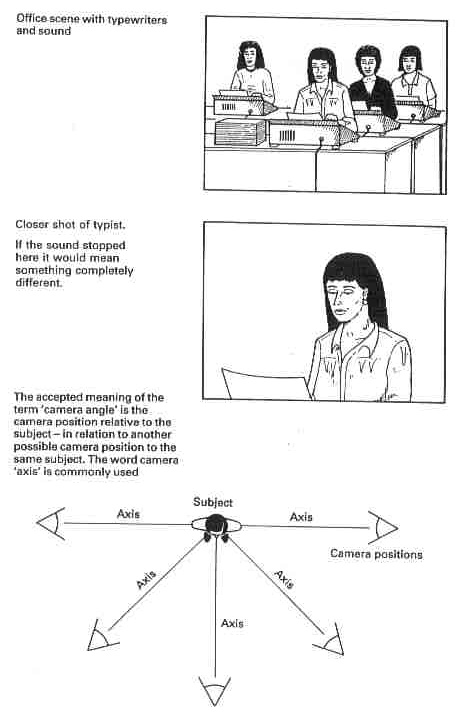 Office scene with typewriters
and sound
Closer shot of typist.
If the sound stopped
here it would mean
something completely
different.
The accepted meaning of the
term 'camera angle' is the
camera position relative to the
subject – in relation to another
possible camera position to the
same subject. The word camera
'axis' is commonly used
Subject
Axis
Axis
Camera positions
Axis
Axis
Axis